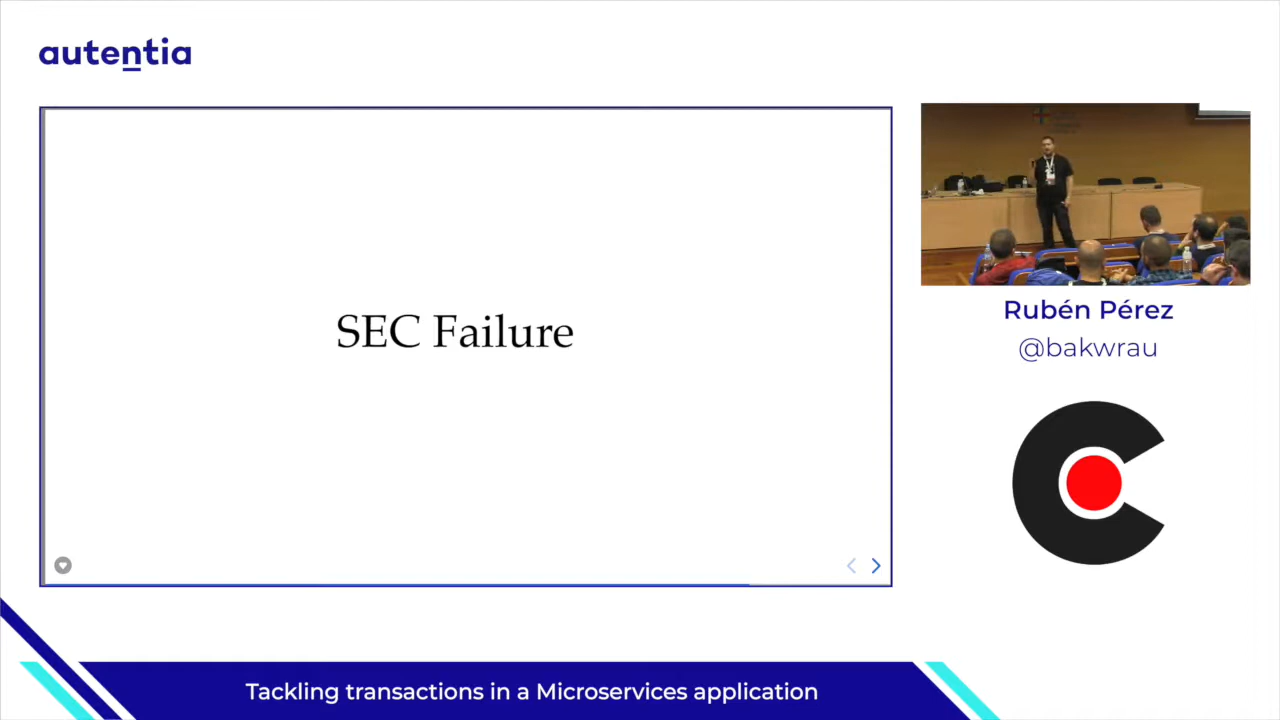 autentia
SEC Failure
Rubén Pérez
@bakwrau
Tackling transactions in a Microservices application